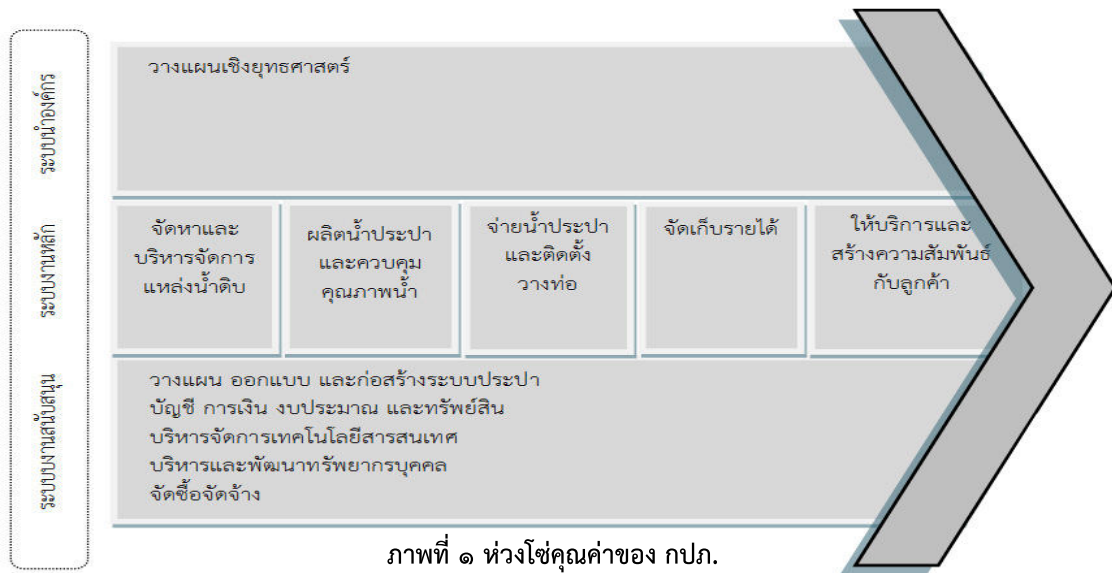 ระบบนำองค์กร
วางแผนเชิงยุทธศาสตร์
ระบบงานหลัก
จัดหาและ
บริหารจัดการ
แหล่งน้ำดิบ
ผลิตน้ำประปา
และควบคุม
คุณภาพน้ำ
จ่ายน้ำประปา
และติดตั้ง
วางท่อ
จัดเก็บรายได้
ให้บริการและ
สร้างความสัมพันธ์
กับลูกค้า
ระบบงานสนับสนุน
วางแผน ออกแบบ และก่อสร้างระบบประปา
บัญชี การเงิน งบประมาณ และทรัพย์สิน
บริหารจัดการเทคโนโลยีสารสนเทศ
บริหารและพัฒนาทรัพยากรบุคคล
จัดซื้อจัดจ้าง
ภาพที่ ๑ ห่วงโซ่คุณค่าของ กปภ.